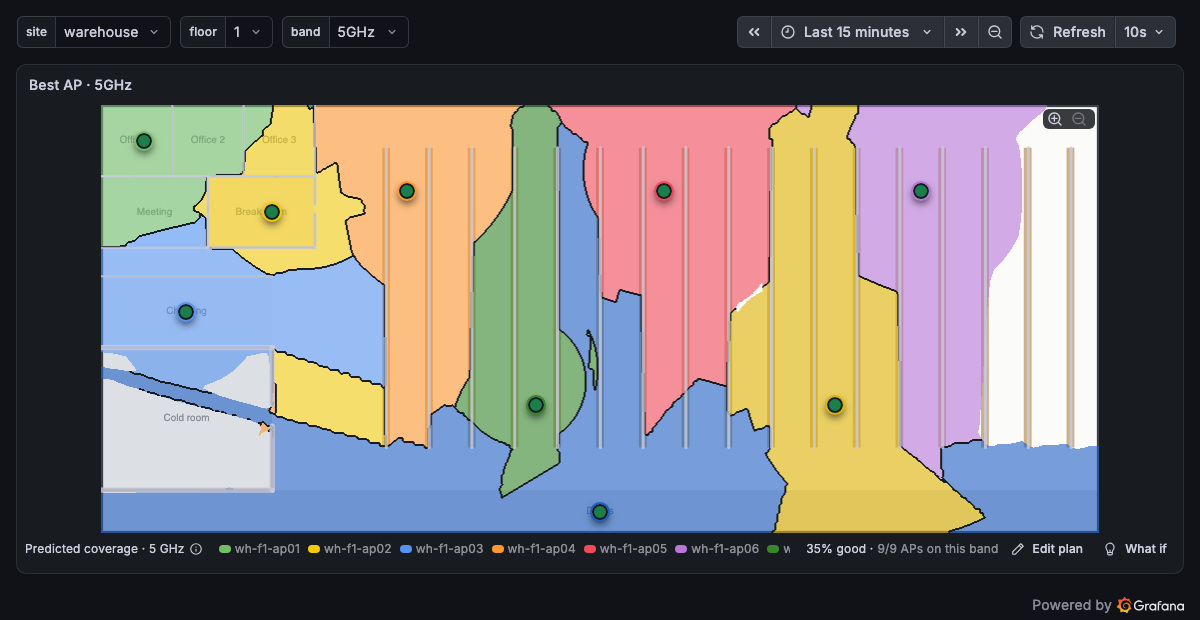 site warehouse floor 1 band 5GHz Last 15 minutes Refresh 10s
Best AP · 5GHz
Office 2 Office 3
Meeting
Cold room
Predicted coverage · 5 GHz wh-f1-ap01 wh-f1-ap02 wh-f1-ap03 wh-f1-ap04 wh-f1-ap05 wh-f1-ap06 w 35% good · 9/9 APs on this band Edit plan What if
Powered by Grafana